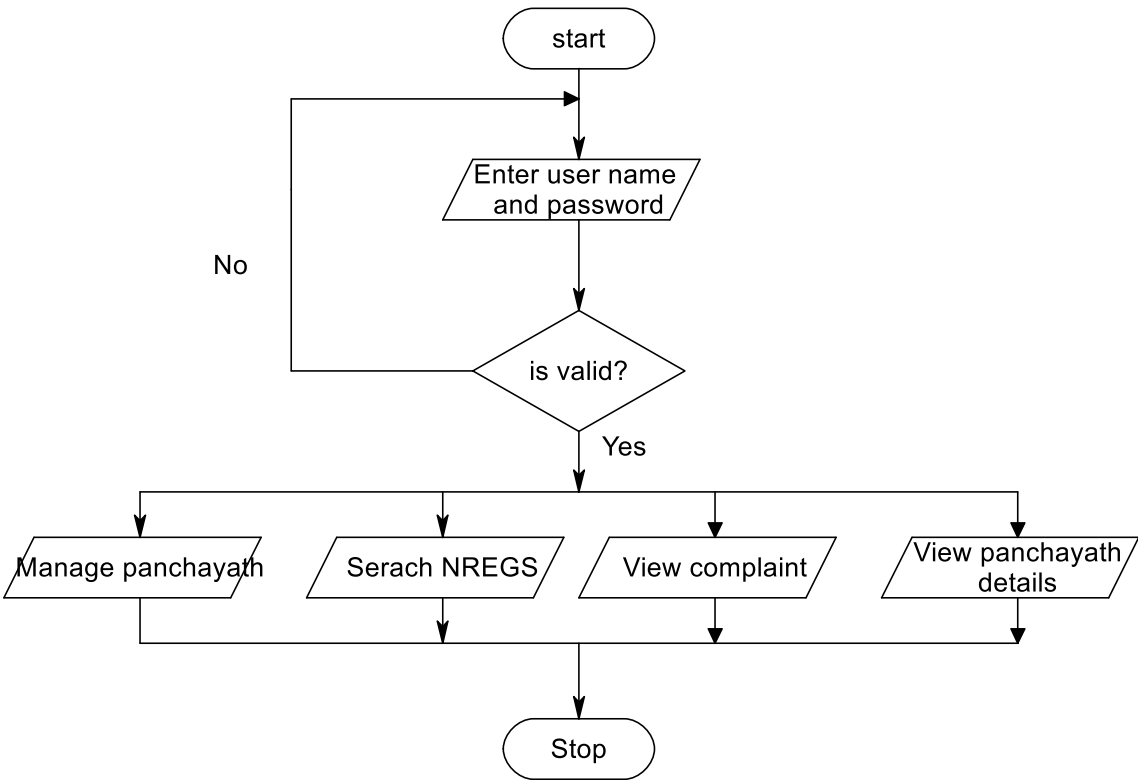 start
Enter user name
and password
No
is valid?
Yes
Manage panchayath
Serach NREGS
View complaint
View panchayath
details
Stop